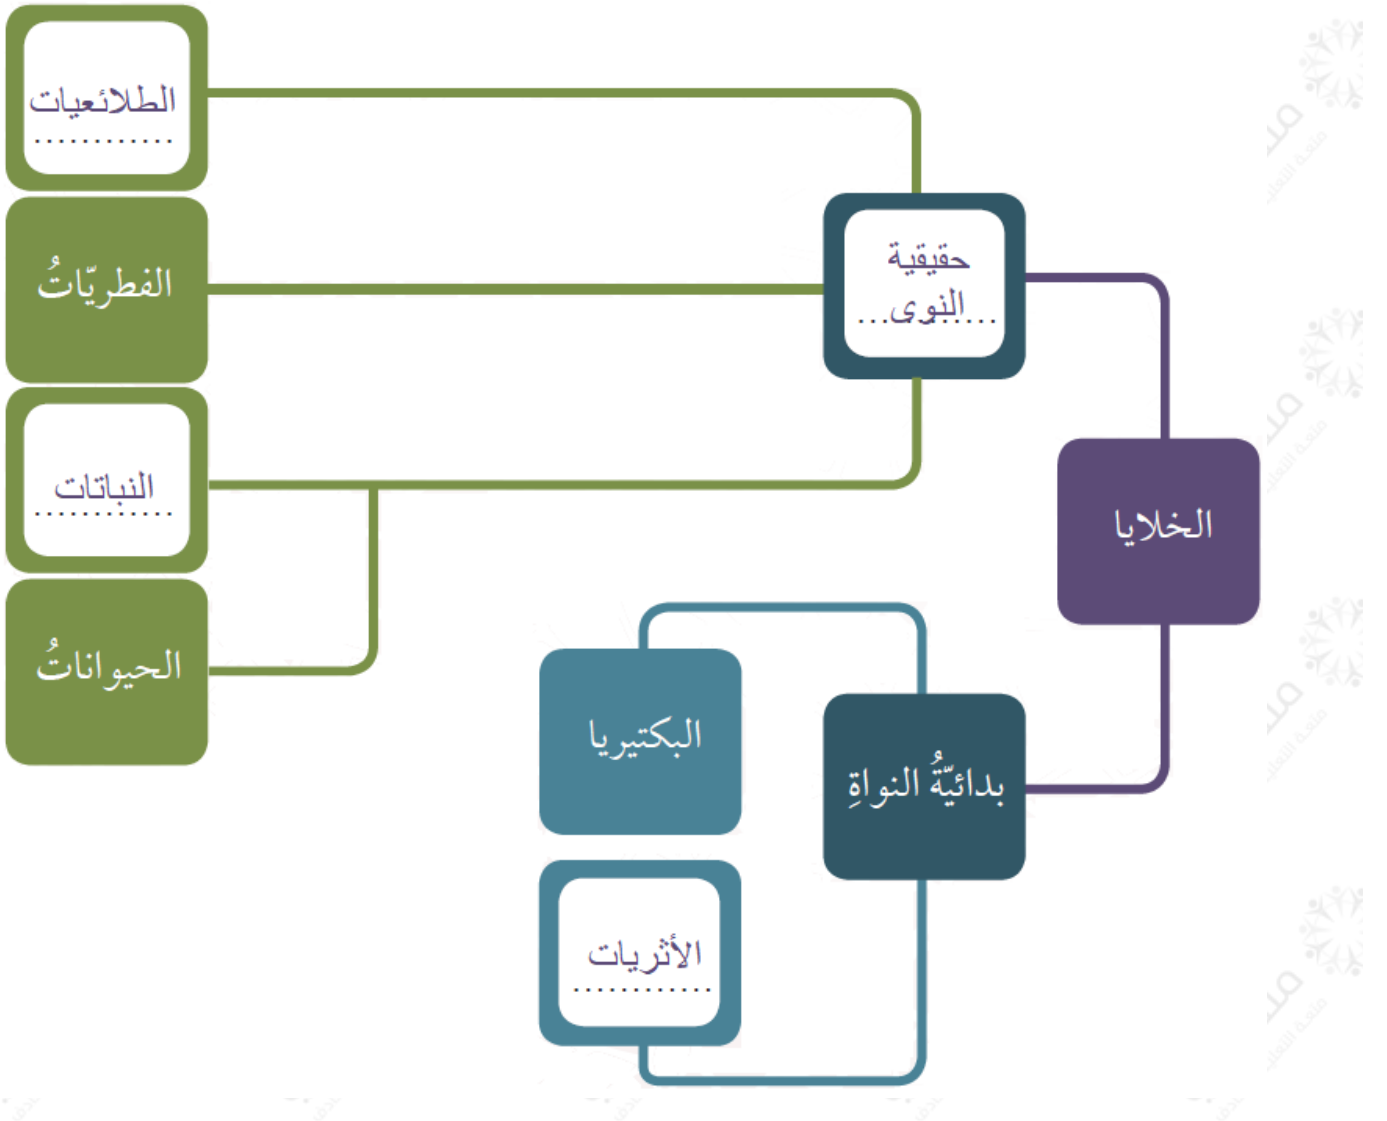 الطلائعيات
............
الفطريّاتُ
حقيقية
النوى
............
النباتات
............
الخلايا
الحيواناتُ
البكتيريا
بدائيّةُ النواةِ
الأثريات
............